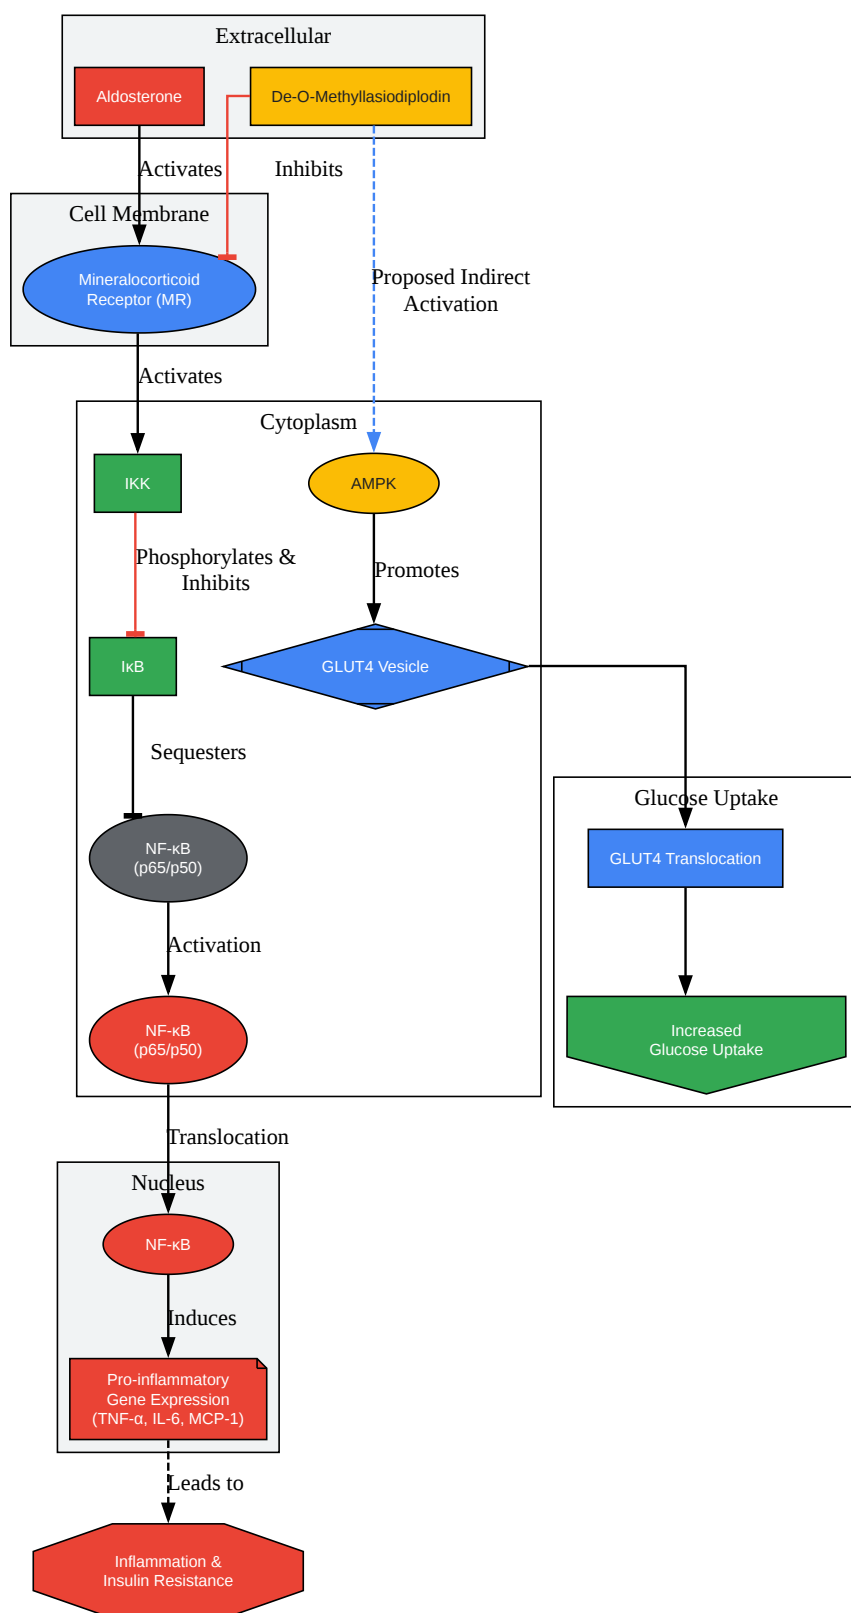 Extracellular
Aldosterone
De-O-Methyllasiodiplodin
Activates
Inhibits
Cell Membrane
Mineralocorticoid
Receptor (MR)
Proposed Indirect
Activation
Activates
Cytoplasm
IKK
AMPK
Phosphorylates &
Inhibits
Promotes
IκB
GLUT4 Vesicle
Sequesters
Glucose Uptake
NF-κB
(p65/p50)
GLUT4 Translocation
Activation
NF-κB
(p65/p50)
Increased
Glucose Uptake
Translocation
Nucleus
NF-κB
Induces
Pro-inflammatory
Gene Expression
(TNF-α, IL-6, MCP-1)
Leads to
Inflammation &
Insulin Resistance